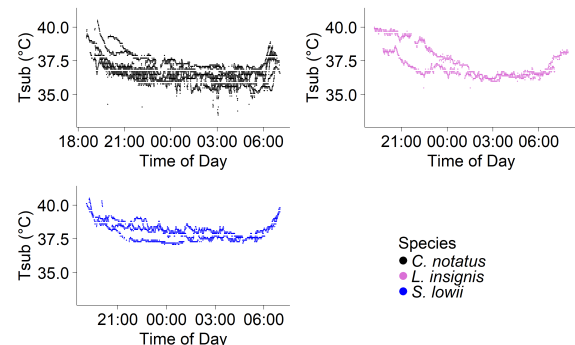 40.0
37.5
35.0
Tsub (°C)
18:00 21:00 00:00 03:00 06:00
Time of Day
40.0
37.5
35.0
Tsub (°C)
21:00 00:00 03:00 06:00
Time of Day
40.0
37.5
35.0
Tsub (°C)
21:00 00:00 03:00 06:00
Time of Day
Species
C. notatus
L. insignis
S. lowii